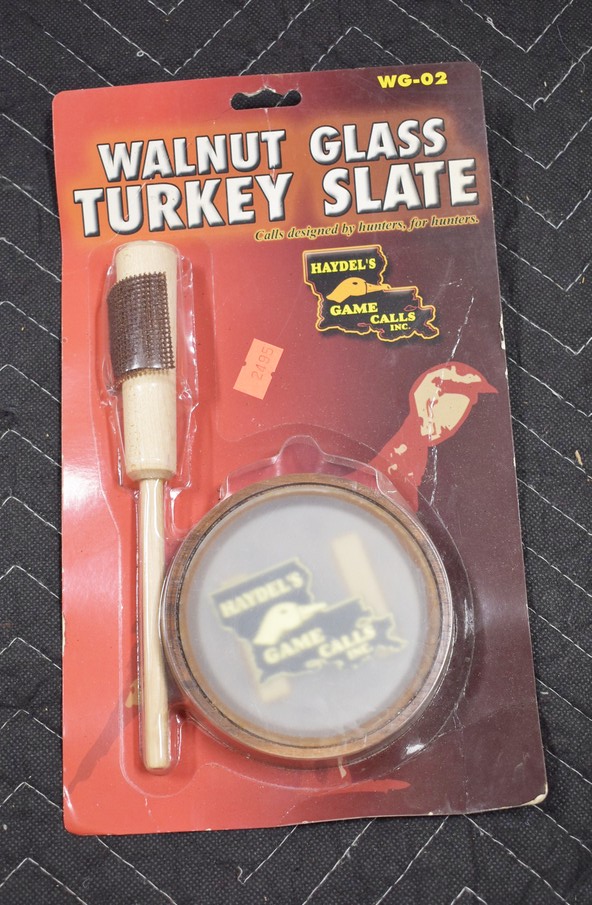 WG-02
WALNUT GLASS
TURKEY SLATE
Calls designed by hunters, for hunters.
HAYDEL'S
GAME
CALLS
INC.
2495
HAYDEL'S
GAME
CALLS
INC